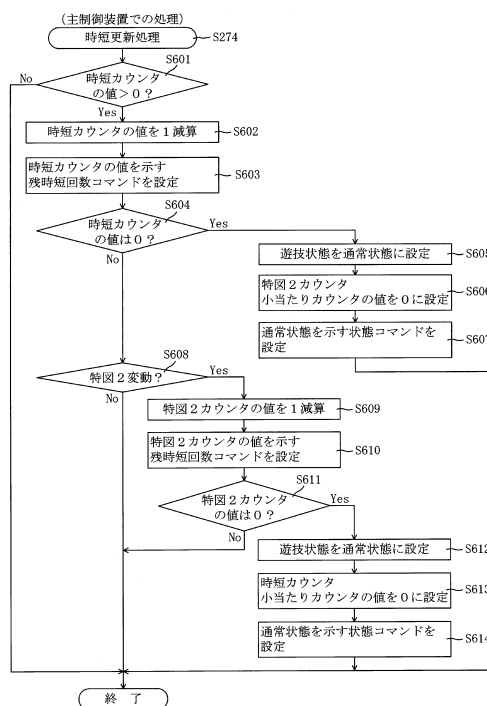 (主制御装置での処理)
時短更新処理
S274
S601
No
時短カウンタ
の値＞0？
Yes
時短カウンタの値を1減算
S602
時短カウンタの値を示す
残時短回数コマンドを設定
S603
S604
時短カウンタ
の値は0？
Yes
No
遊技状態を通常状態に設定
S605
特図2カウンタ
小当たりカウンタの値を0に設定
S606
通常状態を示す状態コマンドを
設定
S607
S608
特図2変動？
Yes
No
特図2カウンタの値を1減算
S609
特図2カウンタの値を示す
残時短回数コマンドを設定
S610
S611
特図2カウンタ
の値は0？
Yes
No
遊技状態を通常状態に設定
S612
時短カウンタ
小当たりカウンタの値を0に設定
S613
通常状態を示す状態コマンドを
設定
S614
終了